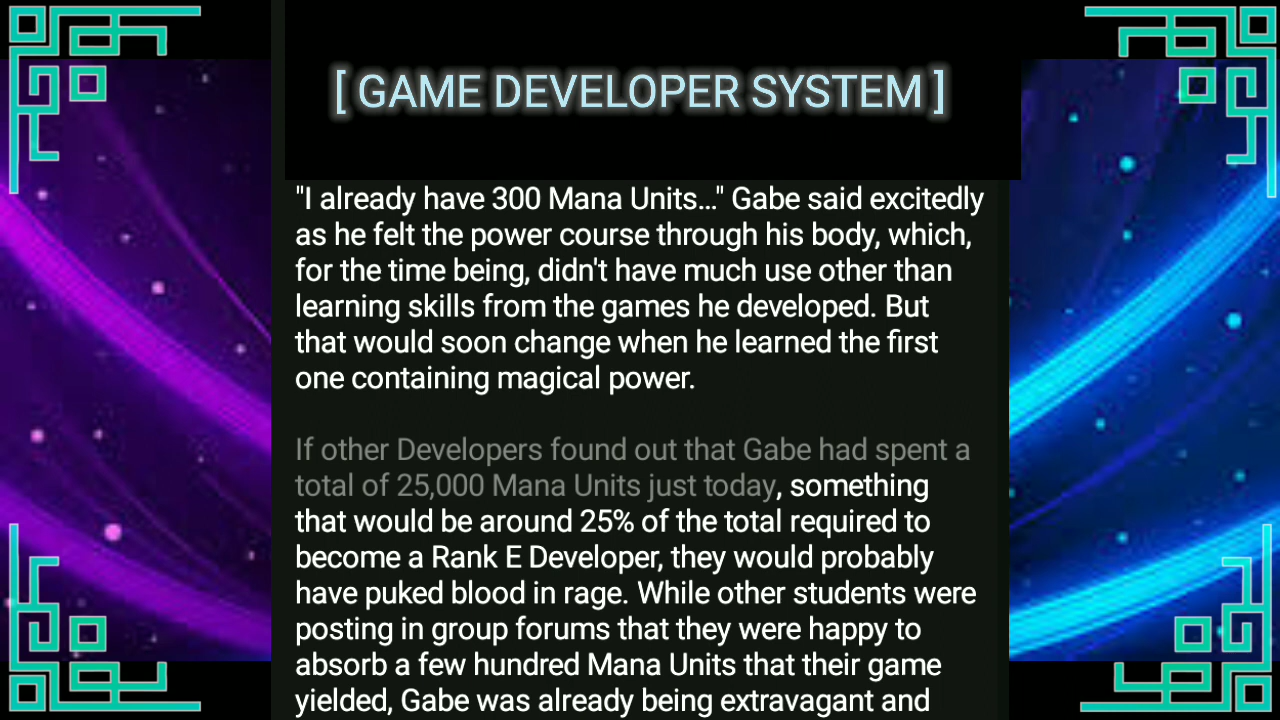 [ GAME DEVELOPER SYSTEM ]
"I already have 300 Mana Units..." Gabe said excitedly
as he felt the power course through his body, which,
for the time being, didn't have much use other than
learning skills from the games he developed. But
that would soon change when he learned the first
one containing magical power.
If other Developers found out that Gabe had spent a
total of 25,000 Mana Units just today, something
that would be around 25% of the total required to
become a Rank E Developer, they would probably
have puked blood in rage. While other students were
posting in group forums that they were happy to
absorb a few hundred Mana Units that their game
yielded, Gabe was already being extravagant and